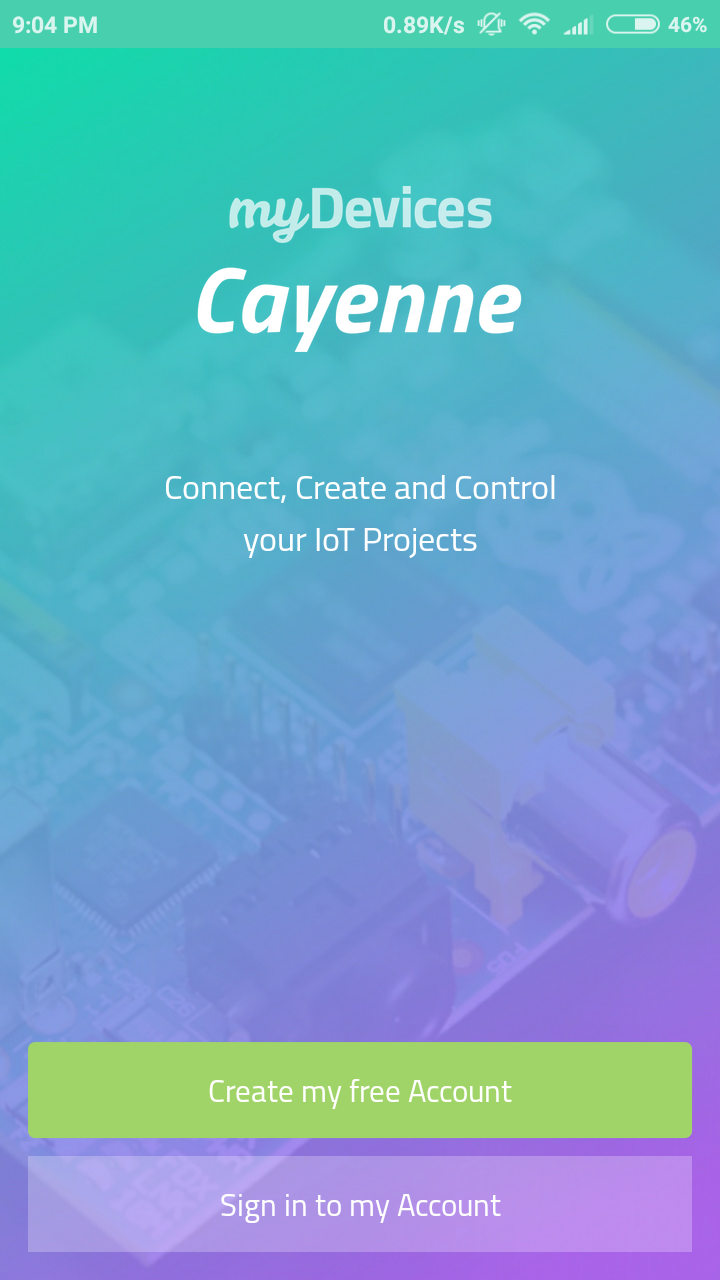 9:04 PM 0.89K/s 46%
myDevices
Cayenne
Connect, Create and Control
your IoT Projects
Create my free Account
Sign in to my Account